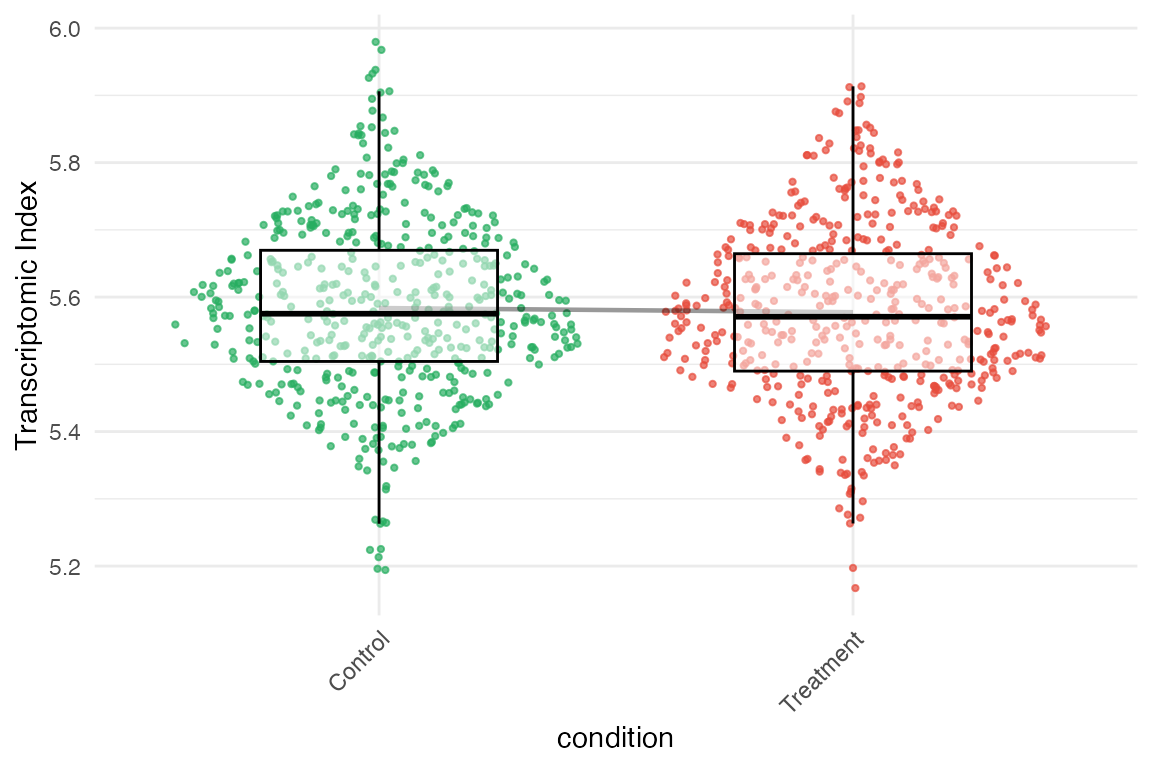 6.0
5.8
5.6
5.4
5.2
Transcriptomic Index
Control
Treatment
condition